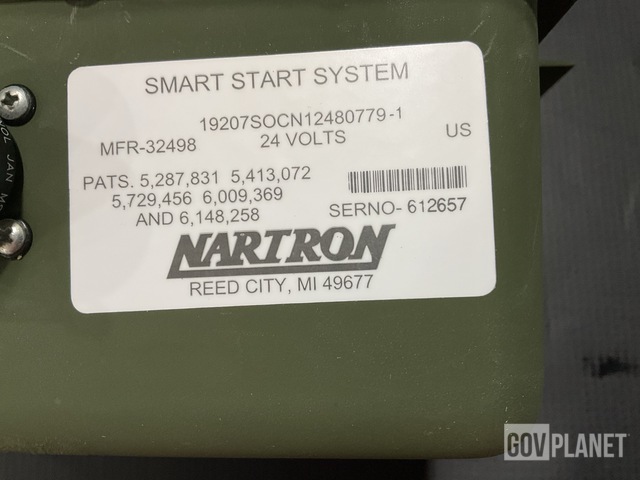 SMART START SYSTEM
19207SOCN12480779-1
MFR-32498 24 VOLTS US
PATS. 5,287,831 5,413,072
5,729,456 6,009,369
AND 6,148,258 SERNO- 612657
NARTRON
REED CITY, MI 49677
JAN
GOVPLANET